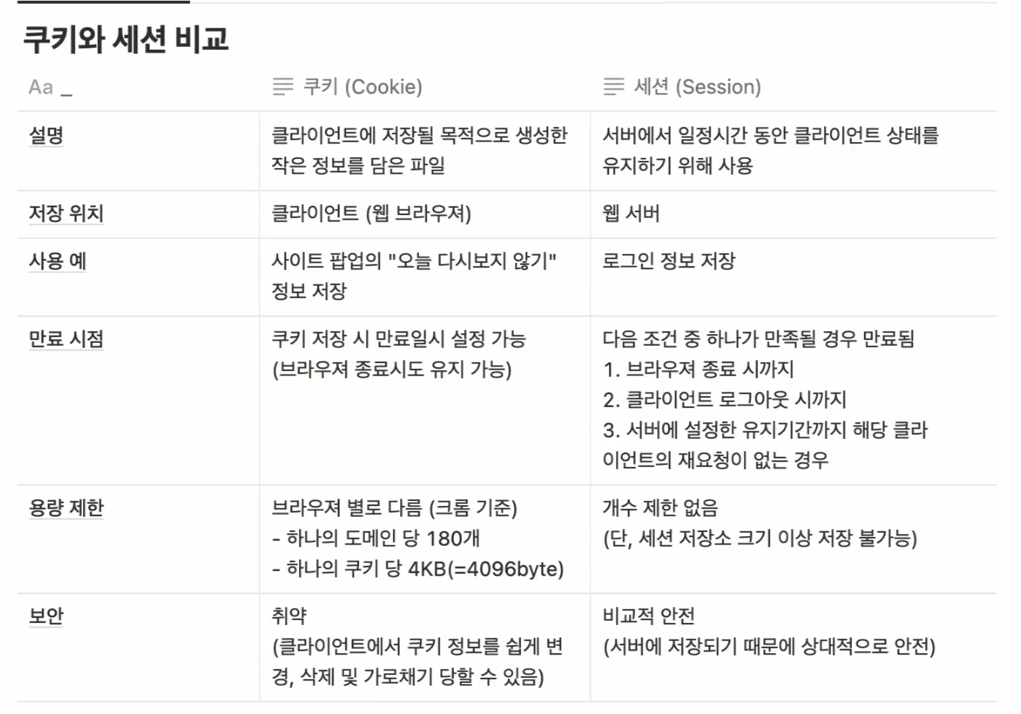 쿠키와 세션 비교
Aa _ 쿠키 (Cookie) 세션 (Session)
설명
클라이언트에 저장될 목적으로 생성한
작은 정보를 담은 파일
서버에서 일정시간 동안 클라이언트 상태를
유지하기 위해 사용
저장 위치
클라이언트 (웹 브라우져)
웹 서버
사용 예
사이트 팝업의 "오늘 다시보지 않기"
정보 저장
로그인 정보 저장
만료 시점
쿠키 저장 시 만료일시 설정 가능
(브라우져 종료시도 유지 가능)
다음 조건 중 하나가 만족될 경우 만료됨
1. 브라우져 종료 시까지
2. 클라이언트 로그아웃 시까지
3. 서버에 설정한 유지기간까지 해당 클라
이언트의 재요청이 없는 경우
용량 제한
브라우져 별로 다름 (크롬 기준)
- 하나의 도메인 당 180개
- 하나의 쿠키 당 4KB(=4096byte)
개수 제한 없음
(단, 세션 저장소 크기 이상 저장 불가능)
보안
취약
(클라이언트에서 쿠키 정보를 쉽게 변
경, 삭제 및 가로채기 당할 수 있음)
비교적 안전
(서버에 저장되기 때문에 상대적으로 안전)